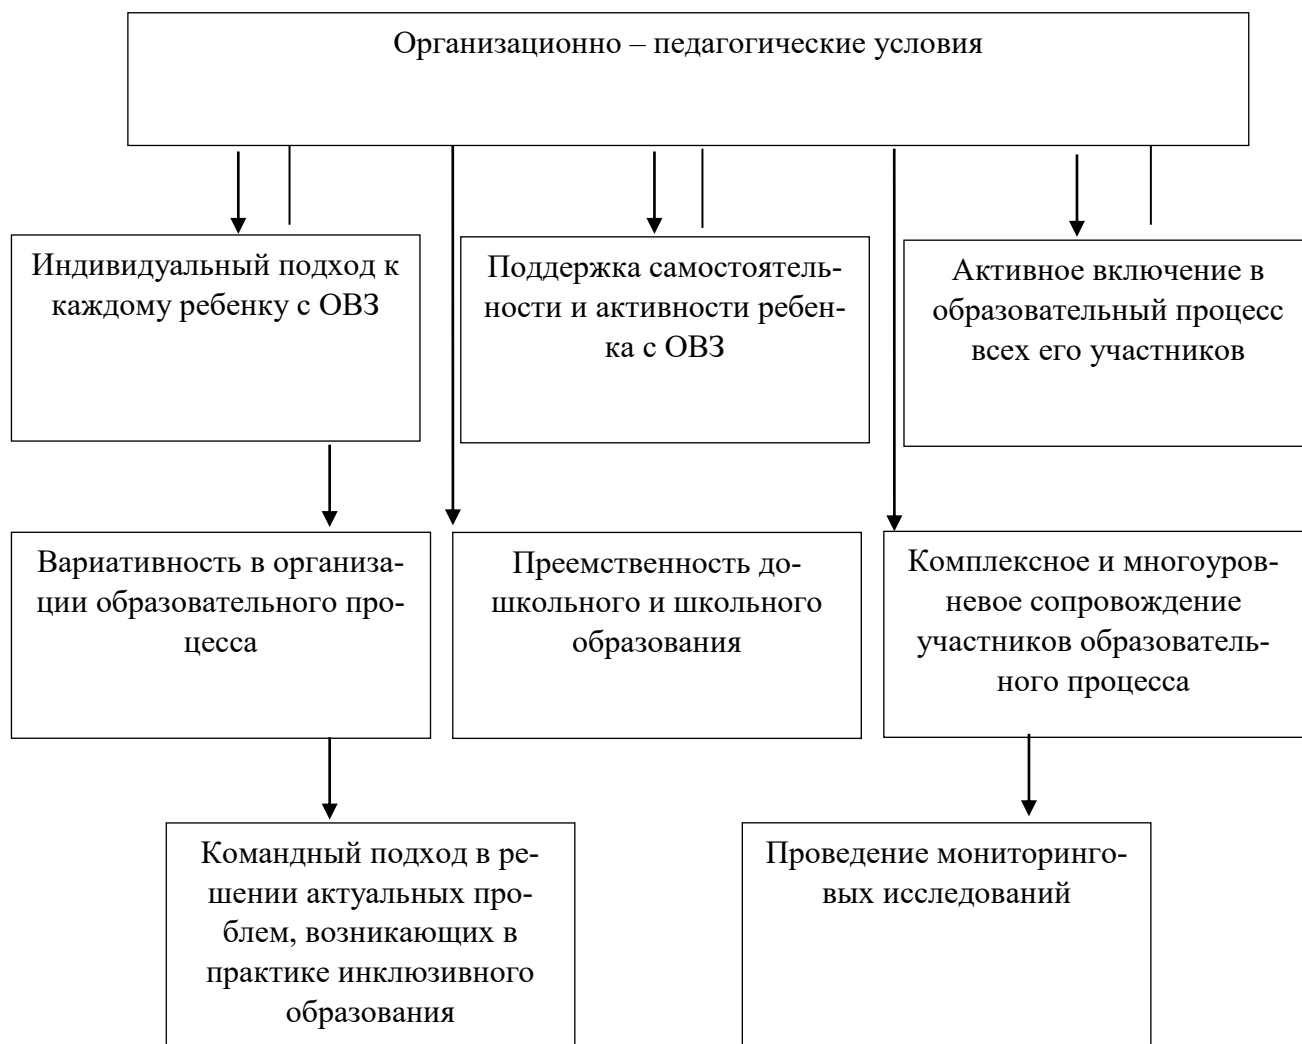 Организационно – педагогические условия
Индивидуальный подход к
каждому ребенку с ОВЗ
Поддержка самостоятель-
ности и активности ребен-
ка с ОВЗ
Активное включение в
образовательный процесс
всех его участников
Вариативность в организа-
ции образовательного про-
цесса
Преемственность до-
школьного и школьного
образования
Комплексное и многоуров-
невое сопровождение
участников образователь-
ного процесса
Командный подход в ре-
шении актуальных про-
блем, возникающих в
практике инклюзивного
образования
Проведение мониторинго-
вых исследований